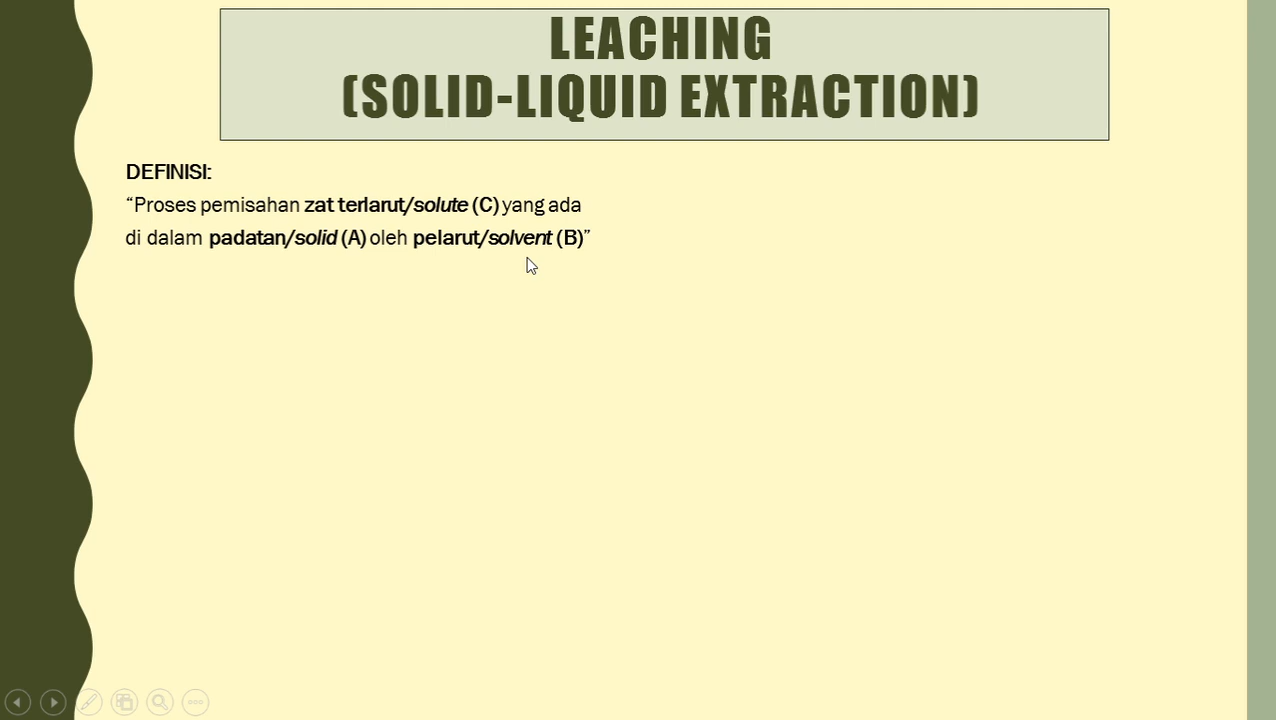 LEACHING
(SOLID-LIQUID EXTRACTION)
DEFINISI:
“Proses pemisahan zat terlarut/solute (C) yang ada
di dalam padatan/solid (A) oleh pelarut/solvent (B)”